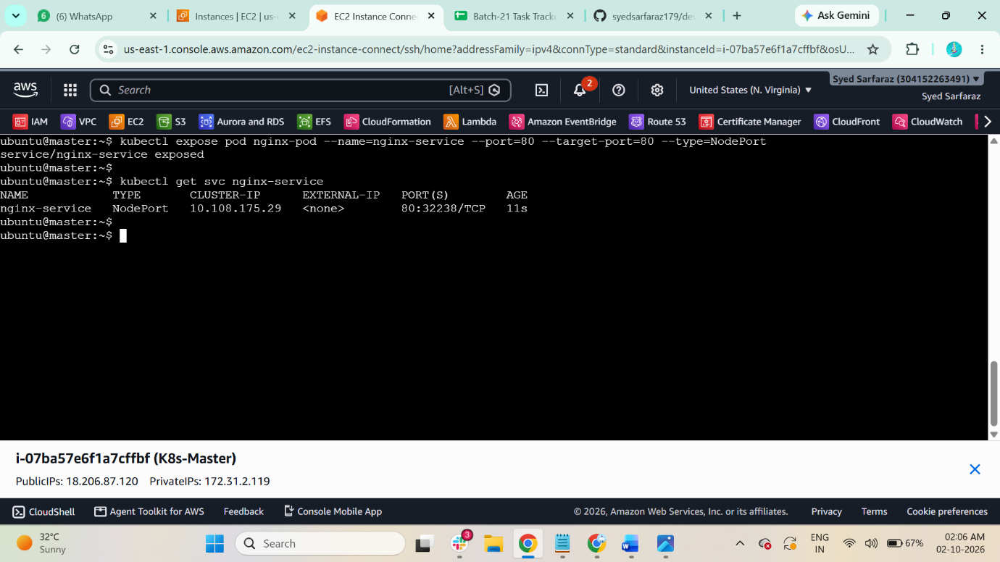 6
(6) WhatsApp
Instances | EC2 | us-
EC2 Instance Conne
Batch-21 Task Track
syedsarfaraz179/de
Ask Gemini
us-east-1.console.aws.amazon.com/ec2-instance-connect/ssh/home?addressFamily=ipv4&connType=standard&instanceId=i-07ba57e6f1a7cffbf&osU...
aws
Search
[Alt+S]
2
United States (N. Virginia)
Syed Sarfaraz (304152263491)
Syed Sarfaraz
IAM
VPC
EC2
S3
Aurora and RDS
EFS
CloudFormation
Lambda
Amazon EventBridge
Route 53
Certificate Manager
CloudFront
CloudWatch
ubuntu@master:~$ kubectl expose pod nginx-pod --name=nginx-service --port=80 --target-port=80 --type=NodePort
service/nginx-service exposed
ubuntu@master:~$
ubuntu@master:~$ kubectl get svc nginx-service
NAME TYPE CLUSTER-IP EXTERNAL-IP PORT(S) AGE
nginx-service NodePort 10.108.175.29 <none> 80:32238/TCP 11s
ubuntu@master:~$
ubuntu@master:~$
i-07ba57e6f1a7cffbf (K8s-Master)
PublicIPs: 18.206.87.120 PrivateIPs: 172.31.2.119
CloudShell
Agent Toolkit for AWS
Feedback
Console Mobile App
© 2026, Amazon Web Services, Inc. or its affiliates.
Privacy
Terms
Cookie preferences
32°C
Sunny
Search
3
ENG
IN
67%
02:06 AM
02-10-2026